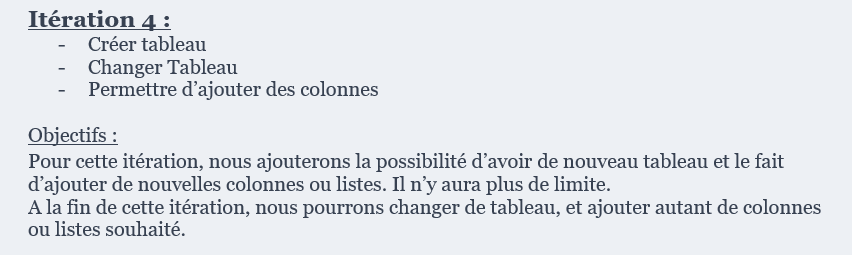 Itération 4 :
- Créer tableau
- Changer Tableau
- Permettre d’ajouter des colonnes
Objectifs :
Pour cette itération, nous ajouterons la possibilité d’avoir de nouveau tableau et le fait
d’ajouter de nouvelles colonnes ou listes. Il n’y aura plus de limite.
A la fin de cette itération, nous pourrons changer de tableau, et ajouter autant de colonnes
ou listes souhaité.